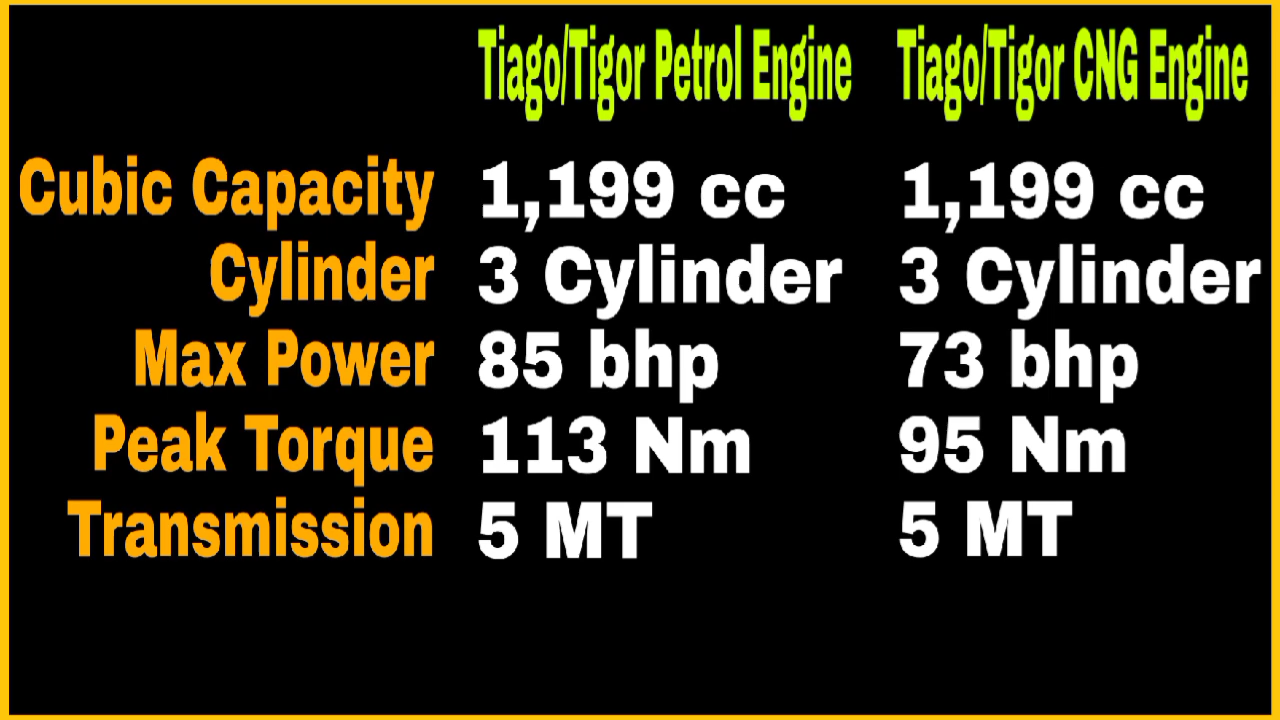 Tiago/Tigor Petrol Engine Tiago/Tigor CNG Engine
Cubic Capacity 1,199 cc 1,199 cc
Cylinder 3 Cylinder 3 Cylinder
Max Power 85 bhp 73 bhp
Peak Torque 113 Nm 95 Nm
Transmission 5 MT 5 MT